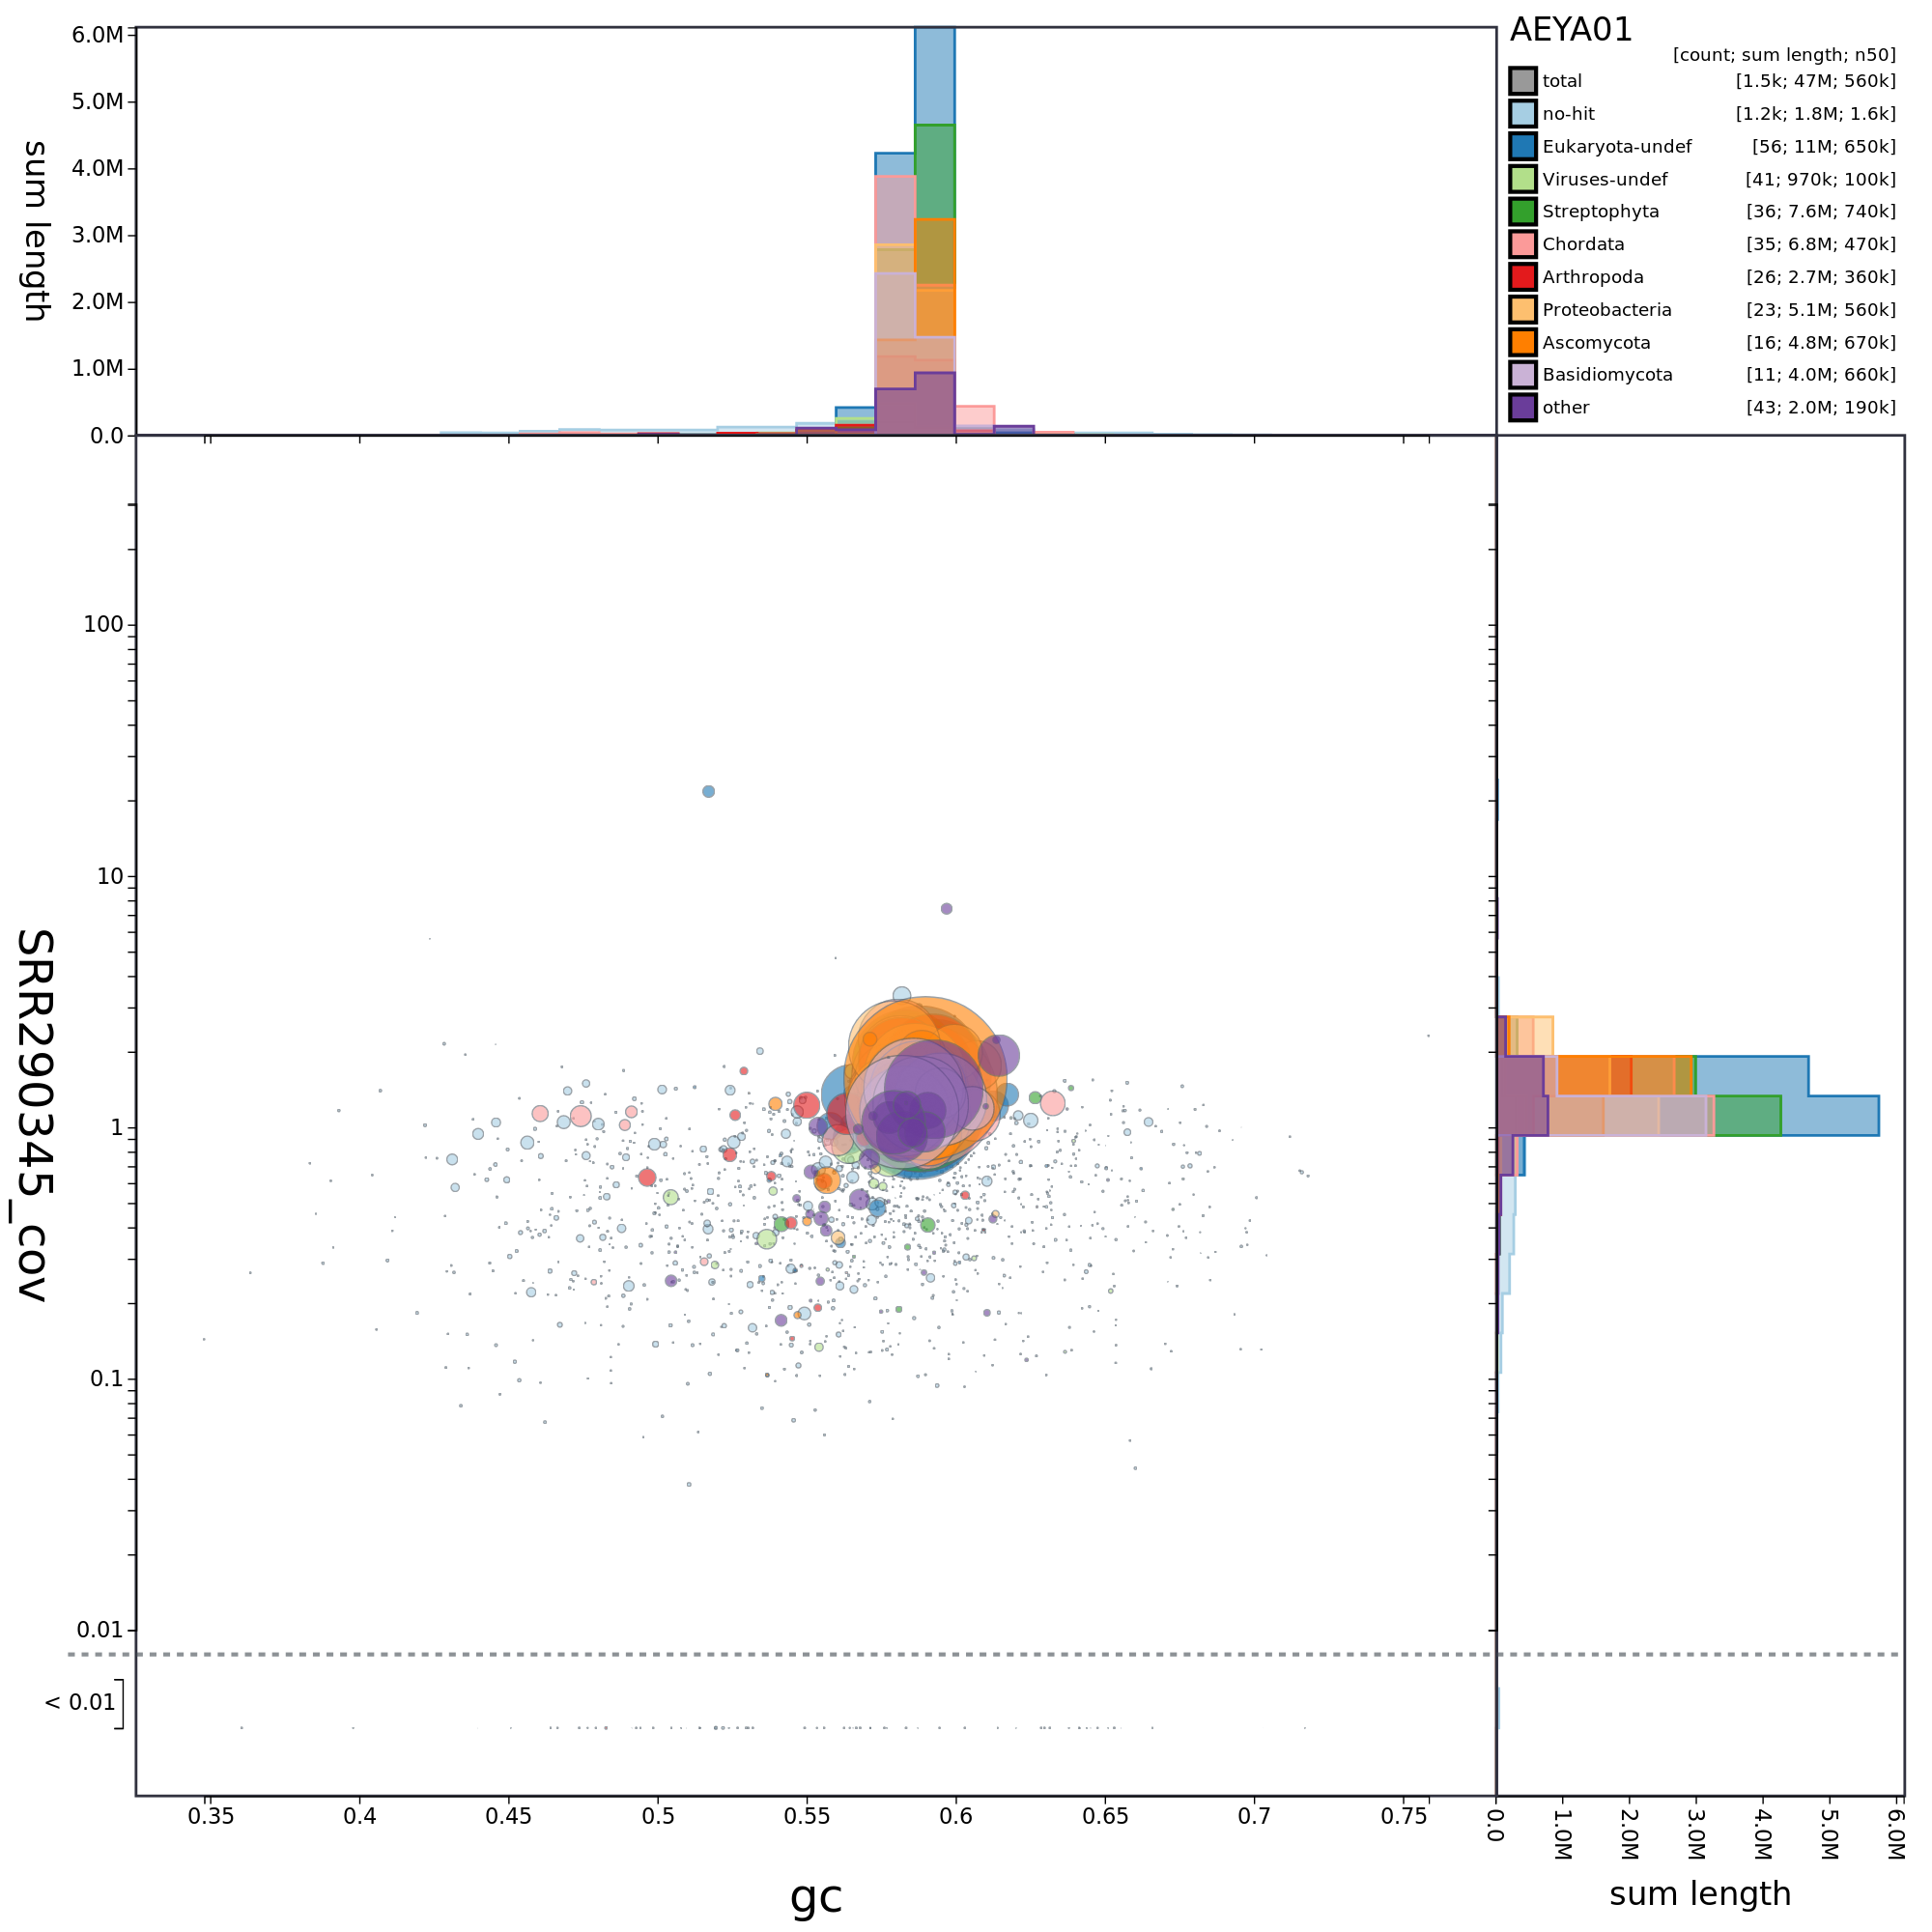 AEYA01
[count; sum length; n50]
total [1.5k; 47M; 560k]
no-hit [1.2k; 1.8M; 1.6k]
Eukaryota-undef [56; 11M; 650k]
Viruses-undef [41; 970k; 100k]
Streptophyta [36; 7.6M; 740k]
Chordata [35; 6.8M; 470k]
Arthropoda [26; 2.7M; 360k]
Proteobacteria [23; 5.1M; 560k]
Ascomycota [16; 4.8M; 670k]
Basidiomycota [11; 4.0M; 660k]
other [43; 2.0M; 190k]
sum length
6.0M
5.0M
4.0M
3.0M
2.0M
1.0M
0.0
SRR290345_cov
100
10
1
0.1
0.01
< 0.01
0.35 0.4 0.45 0.5 0.55 0.6 0.65 0.7 0.75
gc
0.0 1.0M 2.0M 3.0M 4.0M 5.0M 6.0M
sum length